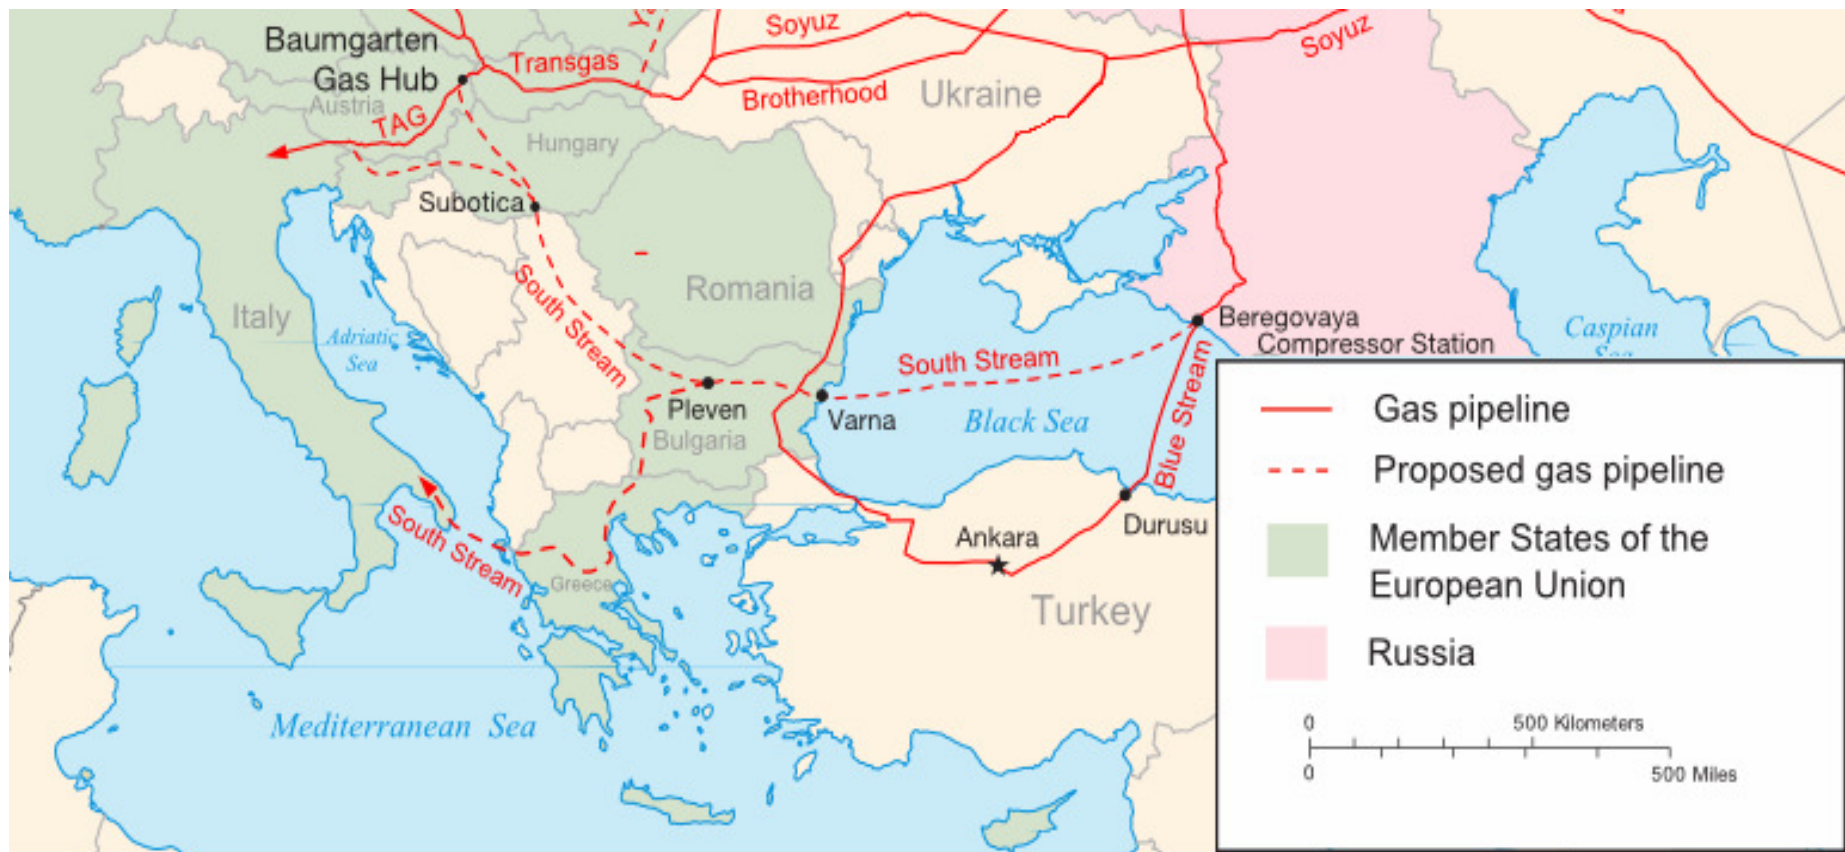 Baumgarten
Gas Hub
Austria
TAG
Transgas
Soyuz
Brotherhood
Ukraine
Soyuz
Hungary
Subotica
South Stream
Romania
Italy
Adriatic
Sea
Beregovaya
Compressor Station
Caspian
South Stream
Blue Stream
Pleven
Bulgaria
Varna
Black Sea
South Stream
Greece
Ankara
Durusu
Turkey
Mediterranean Sea
Gas pipeline
Proposed gas pipeline
Member States of the
European Union
Russia
0 500 Kilometers
0 500 Miles